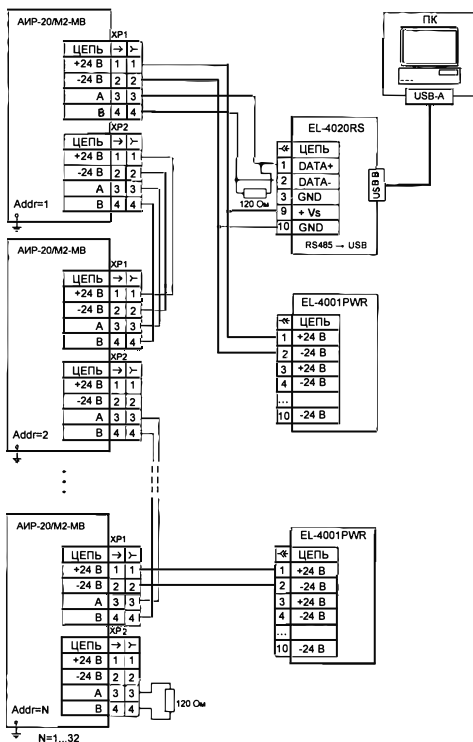 АИР-20/М2-МВ
XP1
ЦЕПЬ
+24 В 1 1
-24 В 2 2
А 3 3
В 4 4
XP2
ЦЕПЬ
+24 В 1 1
-24 В 2 2
А 3 3
В 4 4
Addr=1
ПК
USB-A
EL-4020RS
ЦЕПЬ
1 DATA+
2 DATA-
3 GND
9 + Vs
10 GND
RS485 → USB
USB B
120 Ом
АИР-20/М2-МВ
XP1
ЦЕПЬ
+24 В 1 1
-24 В 2 2
А 3 3
В 4 4
XP2
ЦЕПЬ
+24 В 1 1
-24 В 2 2
А 3 3
В 4 4
Addr=2
EL-4001PWR
ЦЕПЬ
1 +24 В
2 -24 В
3 +24 В
4 -24 В
...
10 -24 В
АИР-20/М2-МВ
XP1
ЦЕПЬ
+24 В 1 1
-24 В 2 2
А 3 3
В 4 4
XP2
ЦЕПЬ
+24 В 1 1
-24 В 2 2
А 3 3
В 4 4
Addr=N
120 Ом
N=1...32
EL-4001PWR
ЦЕПЬ
1 +24 В
2 -24 В
3 +24 В
4 -24 В
...
10 -24 В